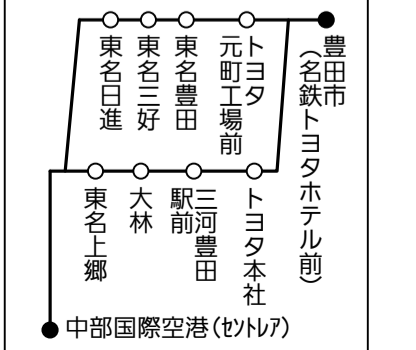 豊田市
（名鉄トヨタホテル前）
トヨタ
元町工場前
東名豊田
東名三好
東名日進
トヨタ本社
三河豊田
駅前
大林
東名上郷
中部国際空港（ｾﾝﾄﾚｱ）